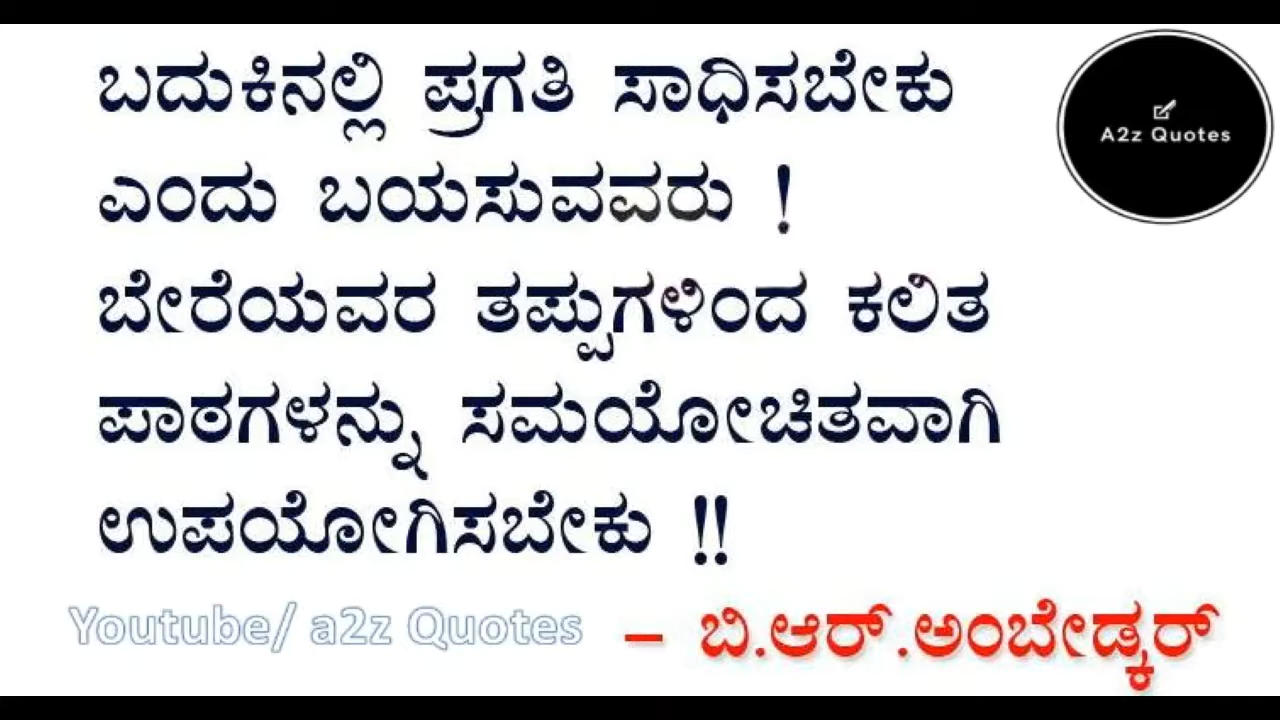 ಬದುಕಿನಲ್ಲಿ ಪ್ರಗತಿ ಸಾಧಿಸಬೇಕು
ಎಂದು ಬಯಸುವವರು !
ಬೇರೆಯವರ ತಪ್ಪುಗಳಿಂದ ಕಲಿತ
ಪಾಠಗಳನ್ನು ಸಮಯೋಚಿತವಾಗಿ
ಉಪಯೋಗಿಸಬೇಕು !!
– ಬಿ.ಆರ್.ಅಂಬೇಡ್ಕರ್
Youtube/ a2z Quotes
A2z Quotes